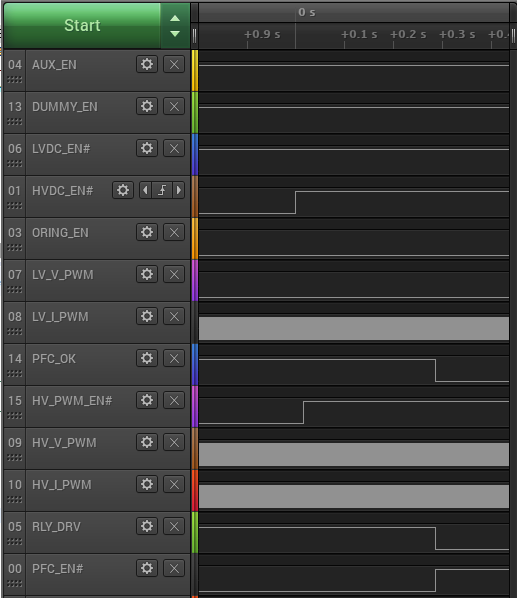 Start
0 s
+0.9 s
+0.1 s
+0.2 s
+0.3 s
+0.4
04 AUX_EN
13 DUMMY_EN
06 LVDC_EN#
01 HVDC_EN#
03 ORING_EN
07 LV_V_PWM
08 LV_I_PWM
14 PFC_OK
15 HV_PWM_EN#
09 HV_V_PWM
10 HV_I_PWM
05 RLY_DRV
00 PFC_EN#